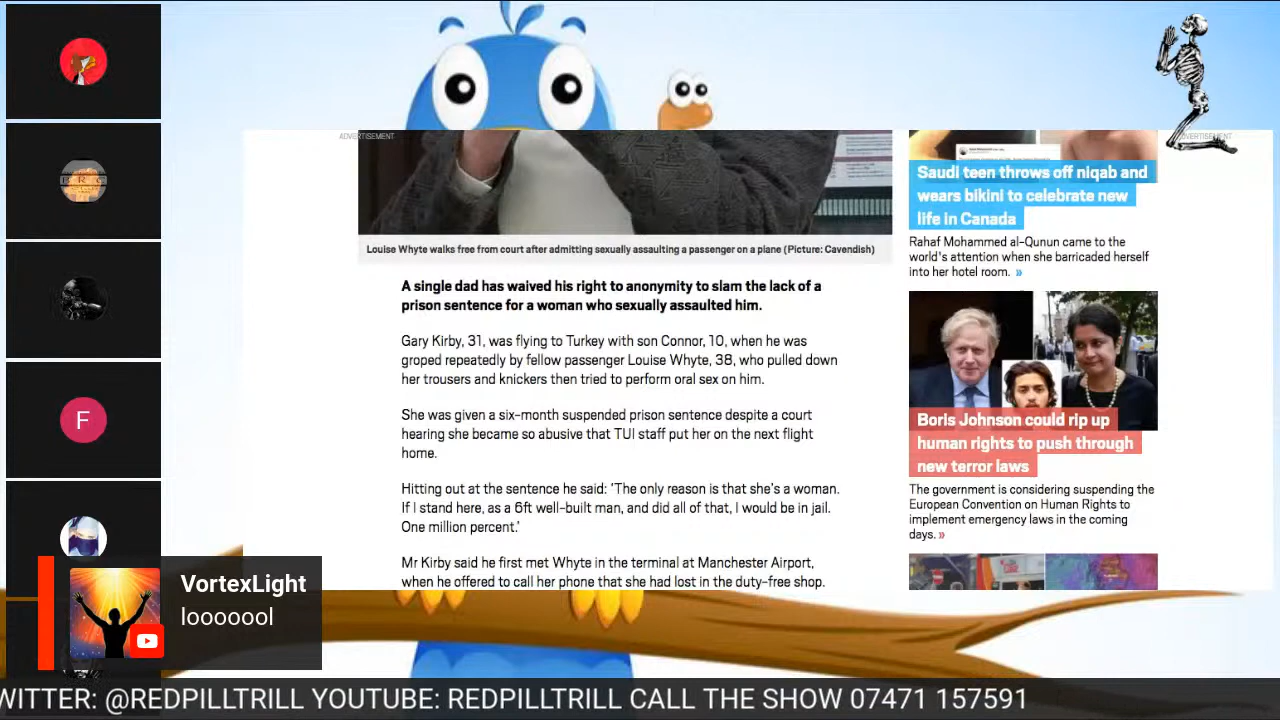 ADVERTISEMENT
Louise Whyte walks free from court after admitting sexually assaulting a passenger on a plane (Picture: Cavendish)
A single dad has waived his right to anonymity to slam the lack of a
prison sentence for a woman who sexually assaulted him.
Gary Kirby, 31, was flying to Turkey with son Connor, 10, when he was
groped repeatedly by fellow passenger Louise Whyte, 38, who pulled down
her trousers and knickers then tried to perform oral sex on him.
She was given a six-month suspended prison sentence despite a court
hearing she became so abusive that TUI staff put her on the next flight
home.
Hitting out at the sentence he said: 'The only reason is that she's a woman.
If I stand here, as a 6ft well-built man, and did all of that, I would be in jail.
One million percent.'
Mr Kirby said he first met Whyte in the terminal at Manchester Airport,
when he offered to call her phone that she had lost in the duty-free shop.
ADVERTISEMENT
Saudi teen throws off niqab and
wears bikini to celebrate new
life in Canada
Rahaf Mohammed al-Qunun came to the
world's attention when she barricaded herself
into her hotel room. »
Boris Johnson could rip up
human rights to push through
new terror laws
The government is considering suspending the
European Convention on Human Rights to
implement emergency laws in the coming
days. »
F
VortexLight
looooool
WITTER: @REDPILLTRILL YOUTUBE: REDPILLTRILL CALL THE SHOW 07471 157591